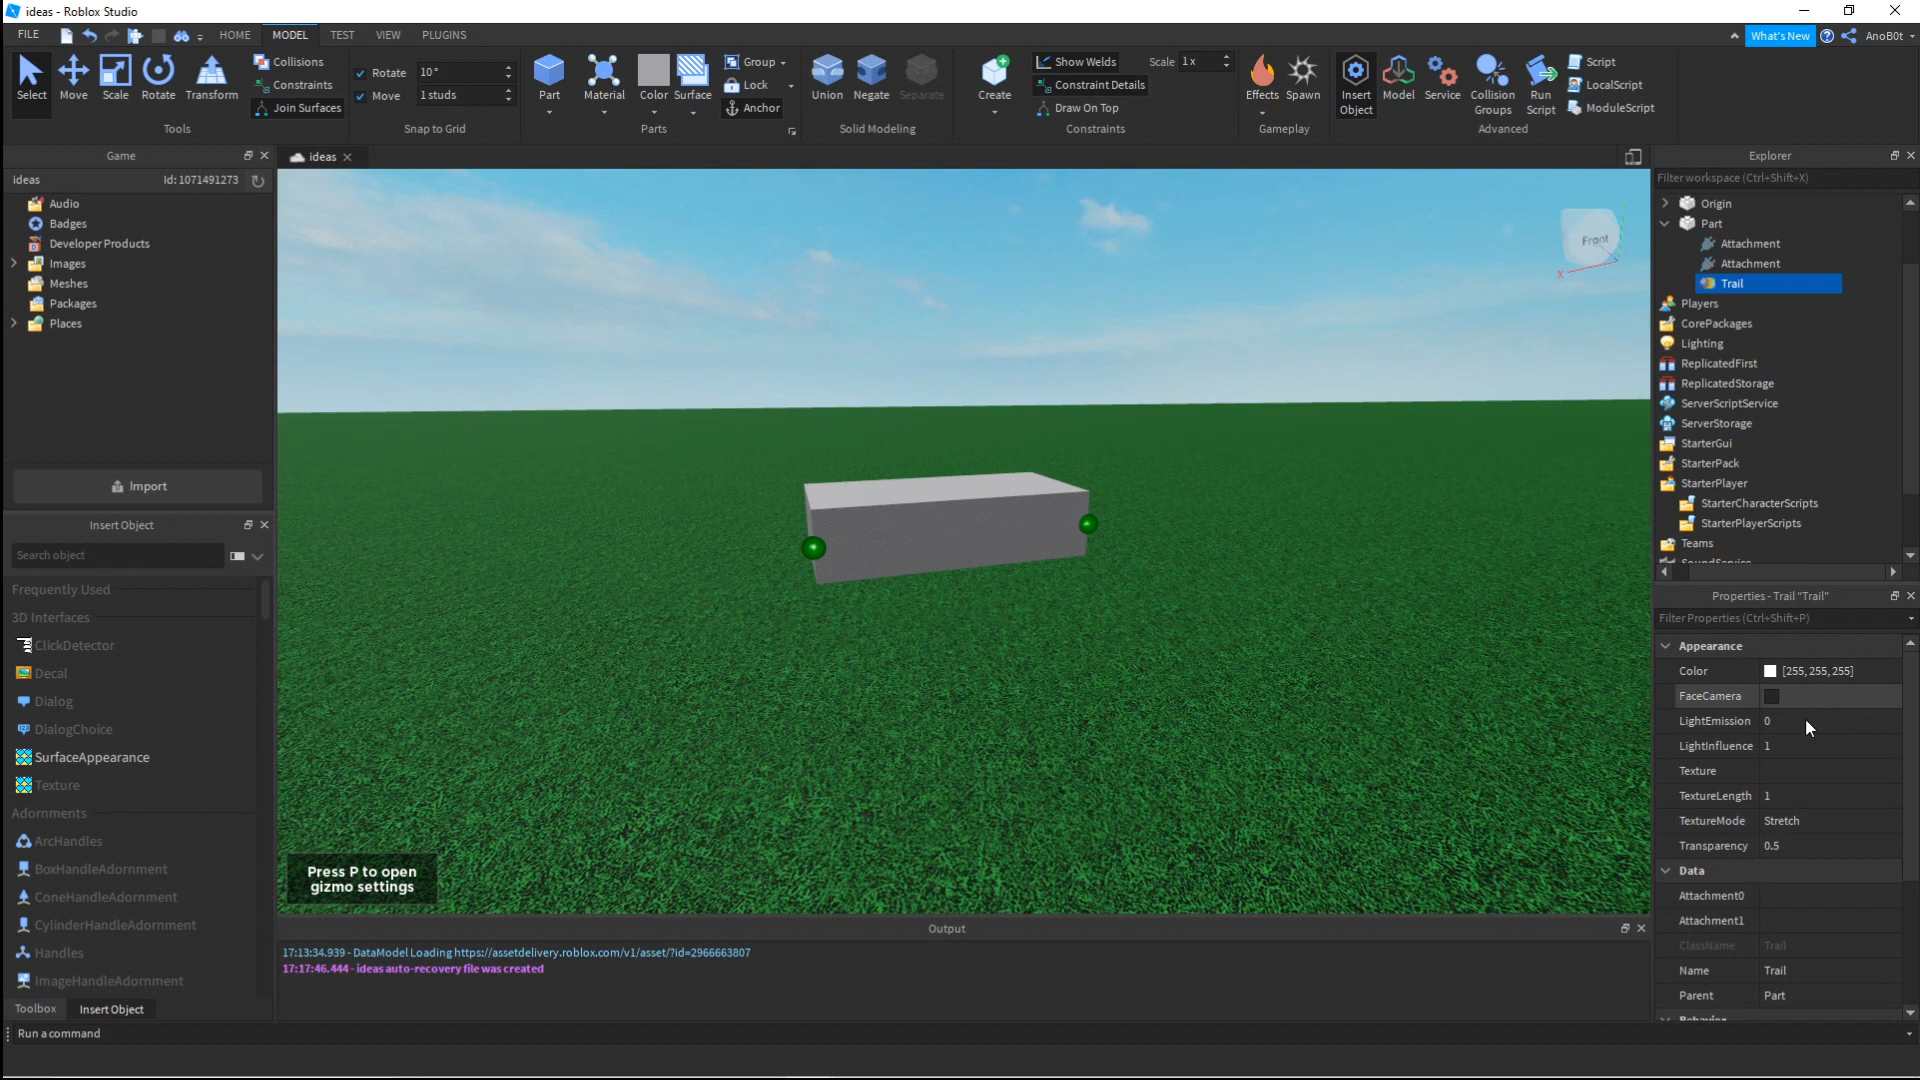 ideas - Roblox Studio
FILE
HOME
MODEL
TEST
VIEW
PLUGINS
What's New
AnoB0t
Select
Move
Scale
Rotate
Transform
Collisions
Constraints
Join Surfaces
Tools
Rotate
10°
Move
1 studs
Snap to Grid
Part
Material
Color
Surface
Group
Lock
Anchor
Parts
Union
Negate
Separate
Solid Modeling
Create
Show Welds
Scale
1 x
Constraint Details
Draw On Top
Constraints
Effects
Spawn
Gameplay
Insert
Object
Model
Service
Collision
Groups
Run
Script
Script
LocalScript
ModuleScript
Advanced
Game
ideas
Id: 1071491273
Audio
Badges
Developer Products
Images
Meshes
Packages
Places
Import
Insert Object
Search object
Frequently Used
3D Interfaces
ClickDetector
Decal
Dialog
DialogChoice
SurfaceAppearance
Texture
Adornments
ArcHandles
BoxHandleAdornment
ConeHandleAdornment
CylinderHandleAdornment
Handles
ImageHandleAdornment
Toolbox
Insert Object
Run a command
ideas
Front
X
Press P to open
gizmo settings
Output
17:13:34.939 - DataModel Loading https://assetdelivery.roblox.com/v1/asset/?id=2966663807
17:17:46.444 - ideas auto-recovery file was created
Explorer
Filter workspace (Ctrl+Shift+X)
Origin
Part
Attachment
Attachment
Trail
Players
CorePackages
Lighting
ReplicatedFirst
ReplicatedStorage
ServerScriptService
ServerStorage
StarterGui
StarterPack
StarterPlayer
StarterCharacterScripts
StarterPlayerScripts
Teams
SoundService
Properties - Trail "Trail"
Filter Properties (Ctrl+Shift+P)
Appearance
Color
[255, 255, 255]
FaceCamera
LightEmission
0
LightInfluence
1
Texture
TextureLength
1
TextureMode
Stretch
Transparency
0.5
Data
Attachment0
Attachment1
ClassName
Trail
Name
Trail
Parent
Part
Behavior